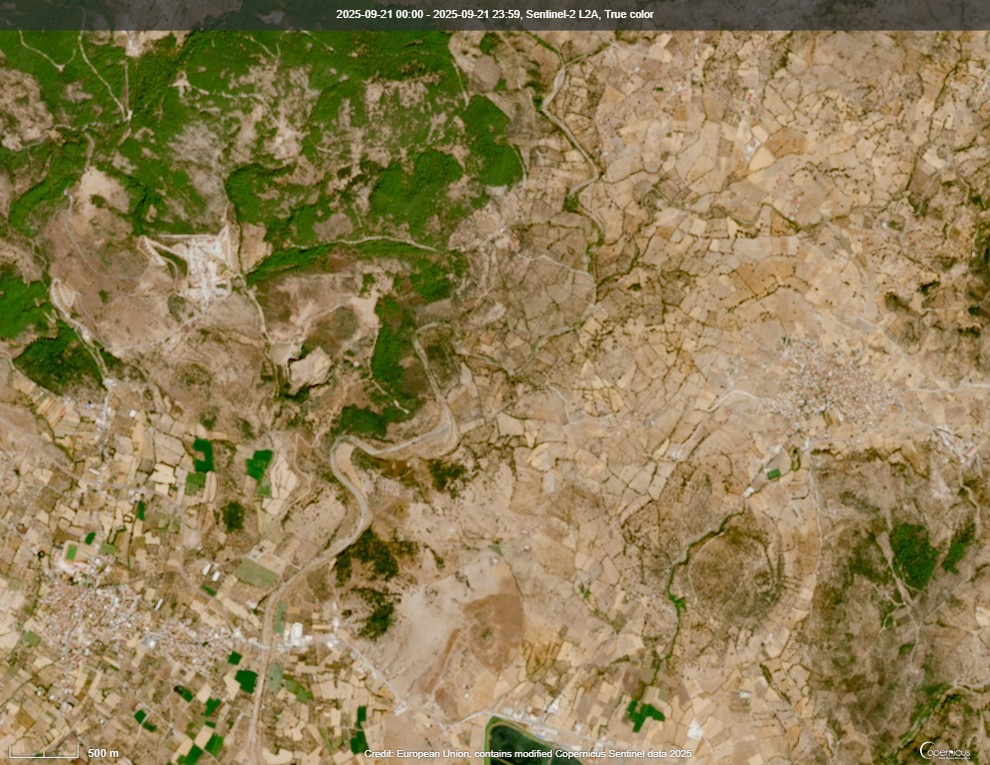 2025-09-21 00:00 - 2025-09-21 23:59, Sentinel-2 L2A, True color
500 m
Credit: European Union, contains modified Copernicus Sentinel data 2025
Copernicus